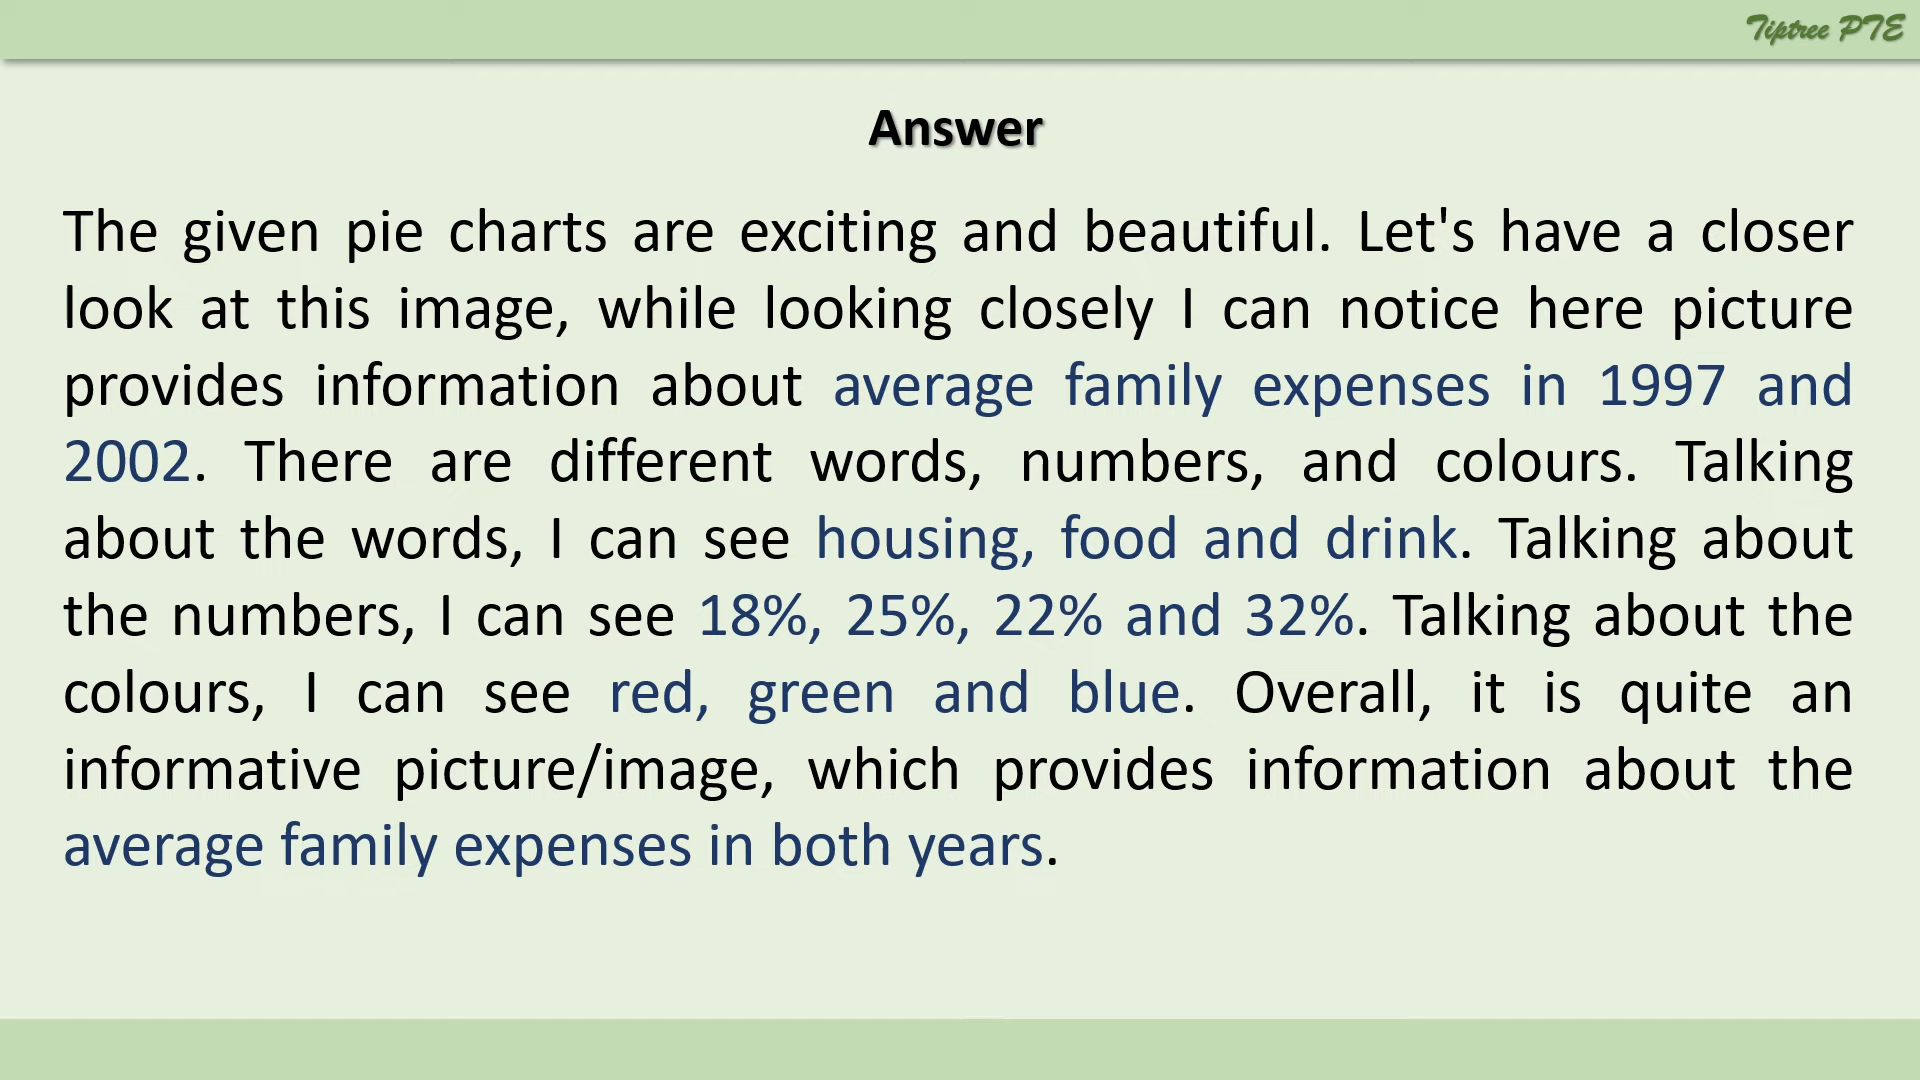 Tiptree PTE
Answer
The given pie charts are exciting and beautiful. Let's have a closer
look at this image, while looking closely I can notice here picture
provides information about average family expenses in 1997 and
2002. There are different words, numbers, and colours. Talking
about the words, I can see housing, food and drink. Talking about
the numbers, I can see 18%, 25%, 22% and 32%. Talking about the
colours, I can see red, green and blue. Overall, it is quite an
informative picture/image, which provides information about the
average family expenses in both years.